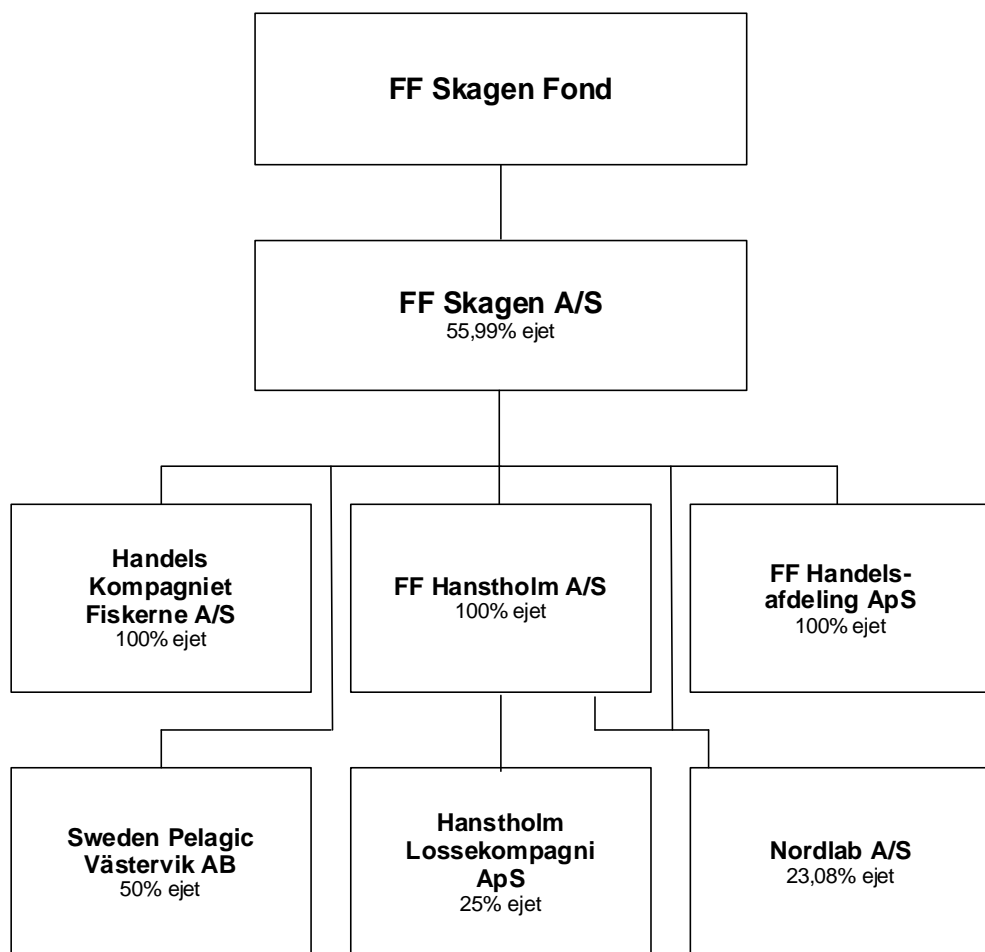 FF Skagen Fond
FF Skagen A/S
55,99% ejet
Handels
Kompagniet
Fiskerne A/S
100% ejet
FF Hanstholm A/S
100% ejet
FF Handels-
afdeling ApS
100% ejet
Sweden Pelagic
Västervik AB
50% ejet
Hanstholm
Lossekompagni
ApS
25% ejet
Nordlab A/S
23,08% ejet